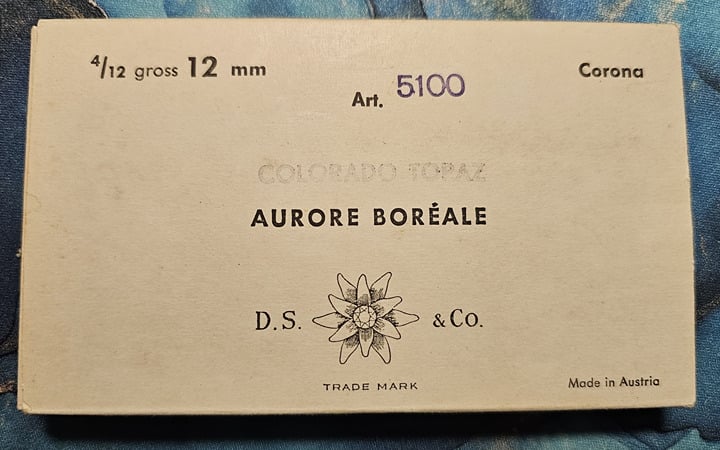 4/12 gross 12 mm
Corona
Art. 5100
COLORADO TOPAZ
AURORE BORÉALE
D.S. & Co.
TRADE MARK
Made in Austria